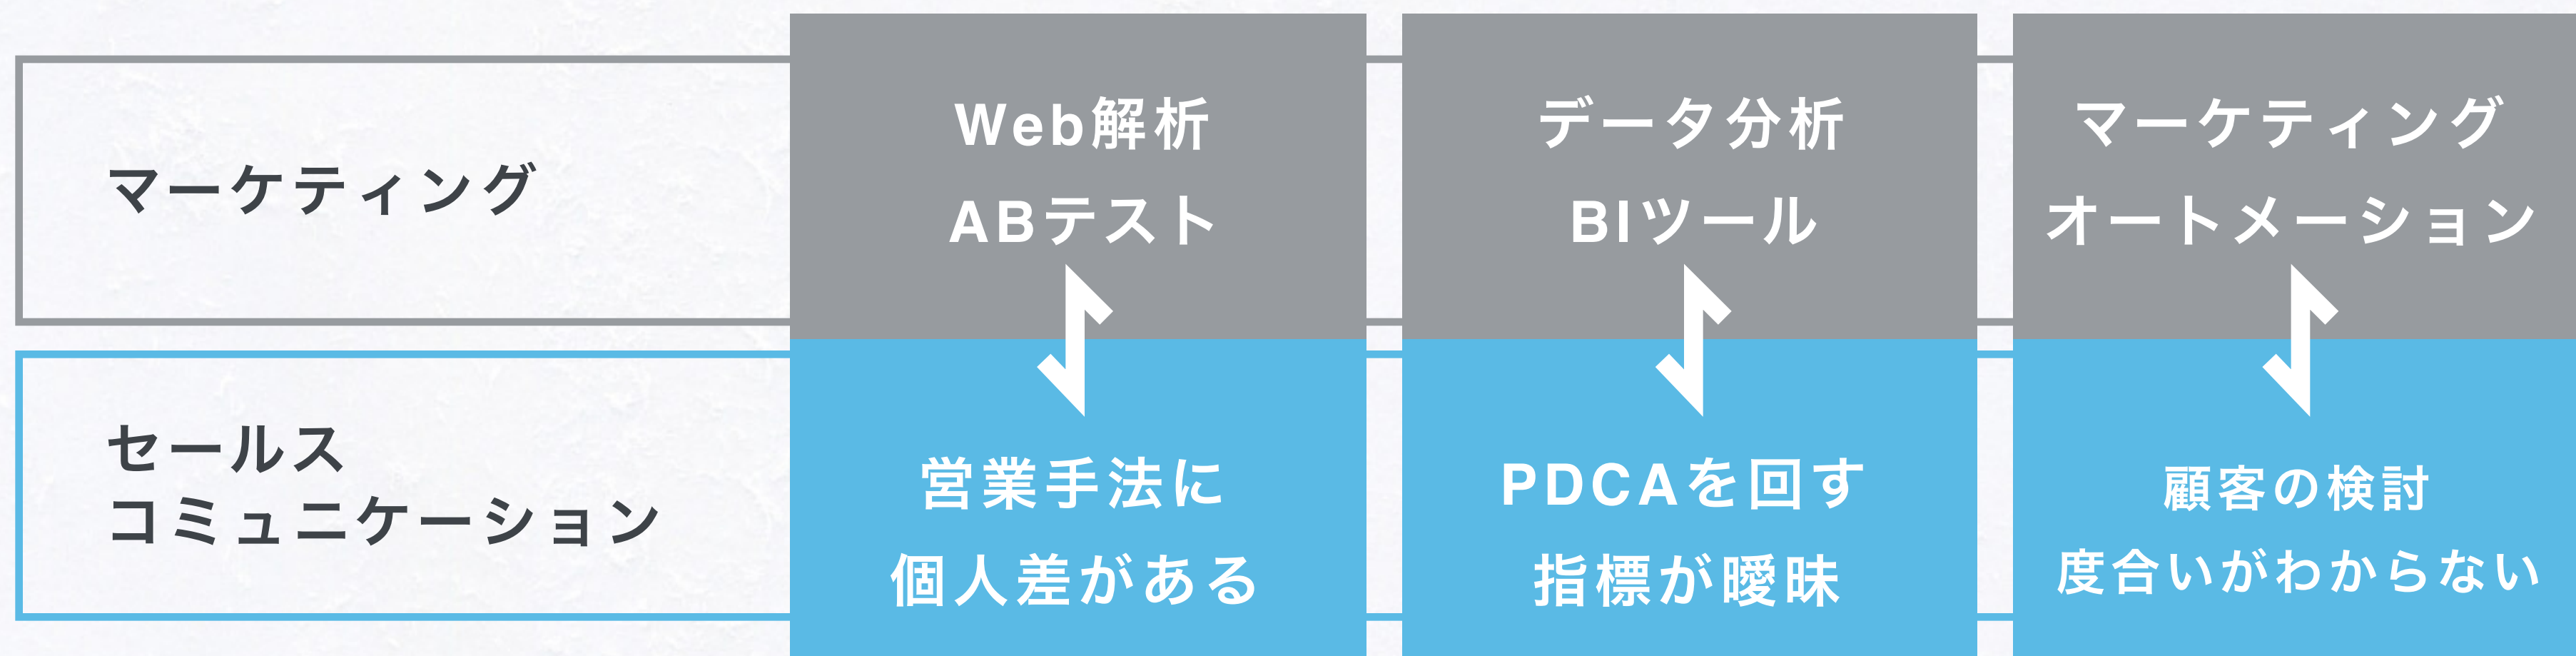 マーケティング
Web解析
ABテスト
データ分析
BIツール
マーケティング
オートメーション
セールス
コミュニケーション
営業手法に
個人差がある
PDCAを回す
指標が曖昧
顧客の検討
度合いがわからない